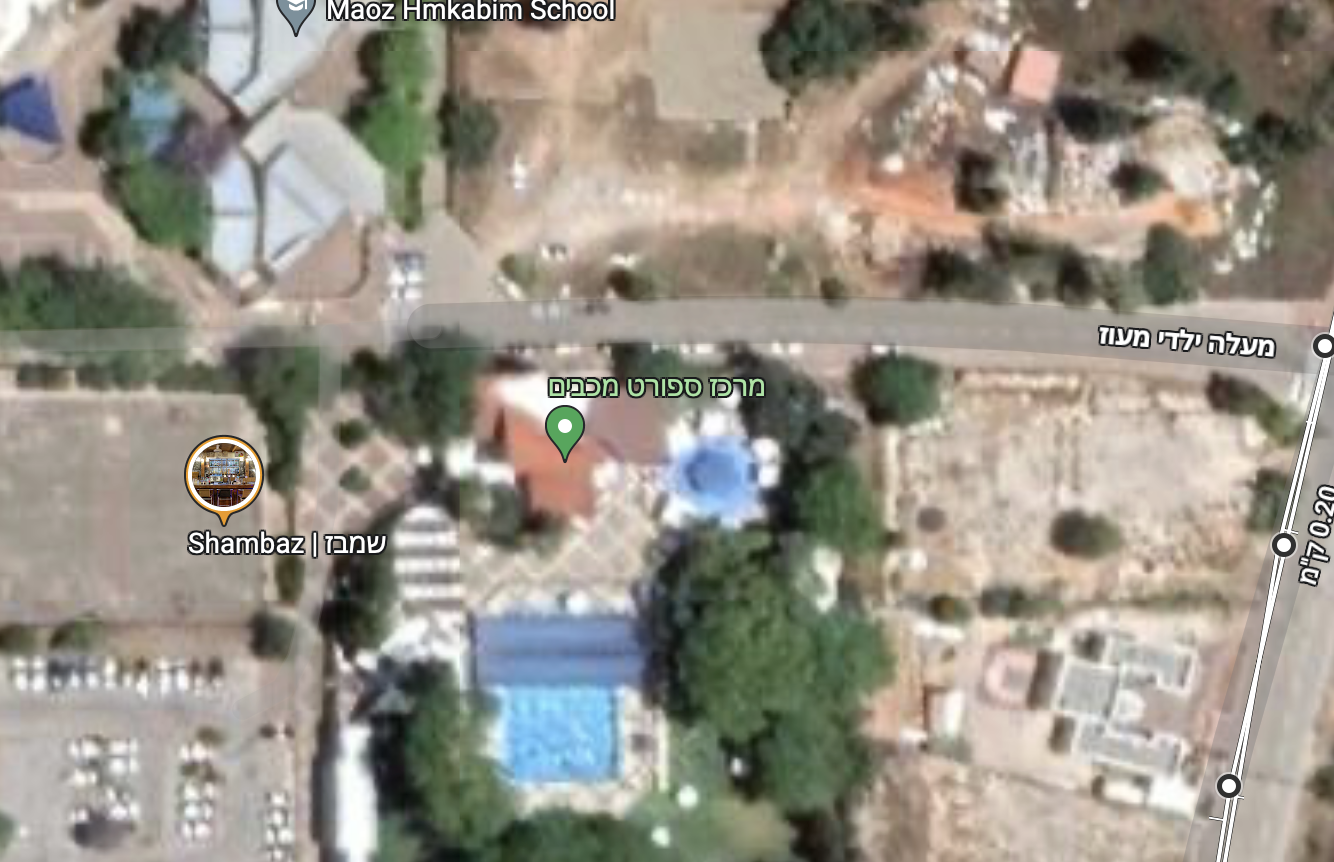 Maoz Hmkabim School
מעלה ילדי מעוז
מרכז ספורט מכבים
Shambaz | שמבז
0.20 ק"מ